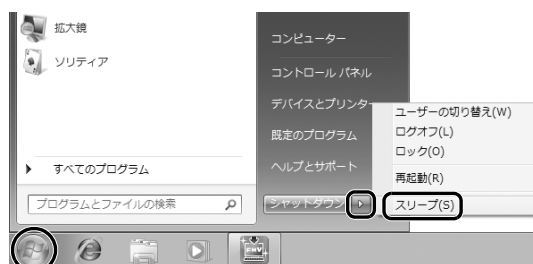 拡大鏡
ソリティア
すべてのプログラム
プログラムとファイルの検索
コンピューター
コントロール パネル
デバイスとプリンター
既定のプログラム
ヘルプとサポート
シャットダウン
ユーザーの切り替え(W)
ログオフ(L)
ロック(O)
再起動(R)
スリープ(S)
ENV